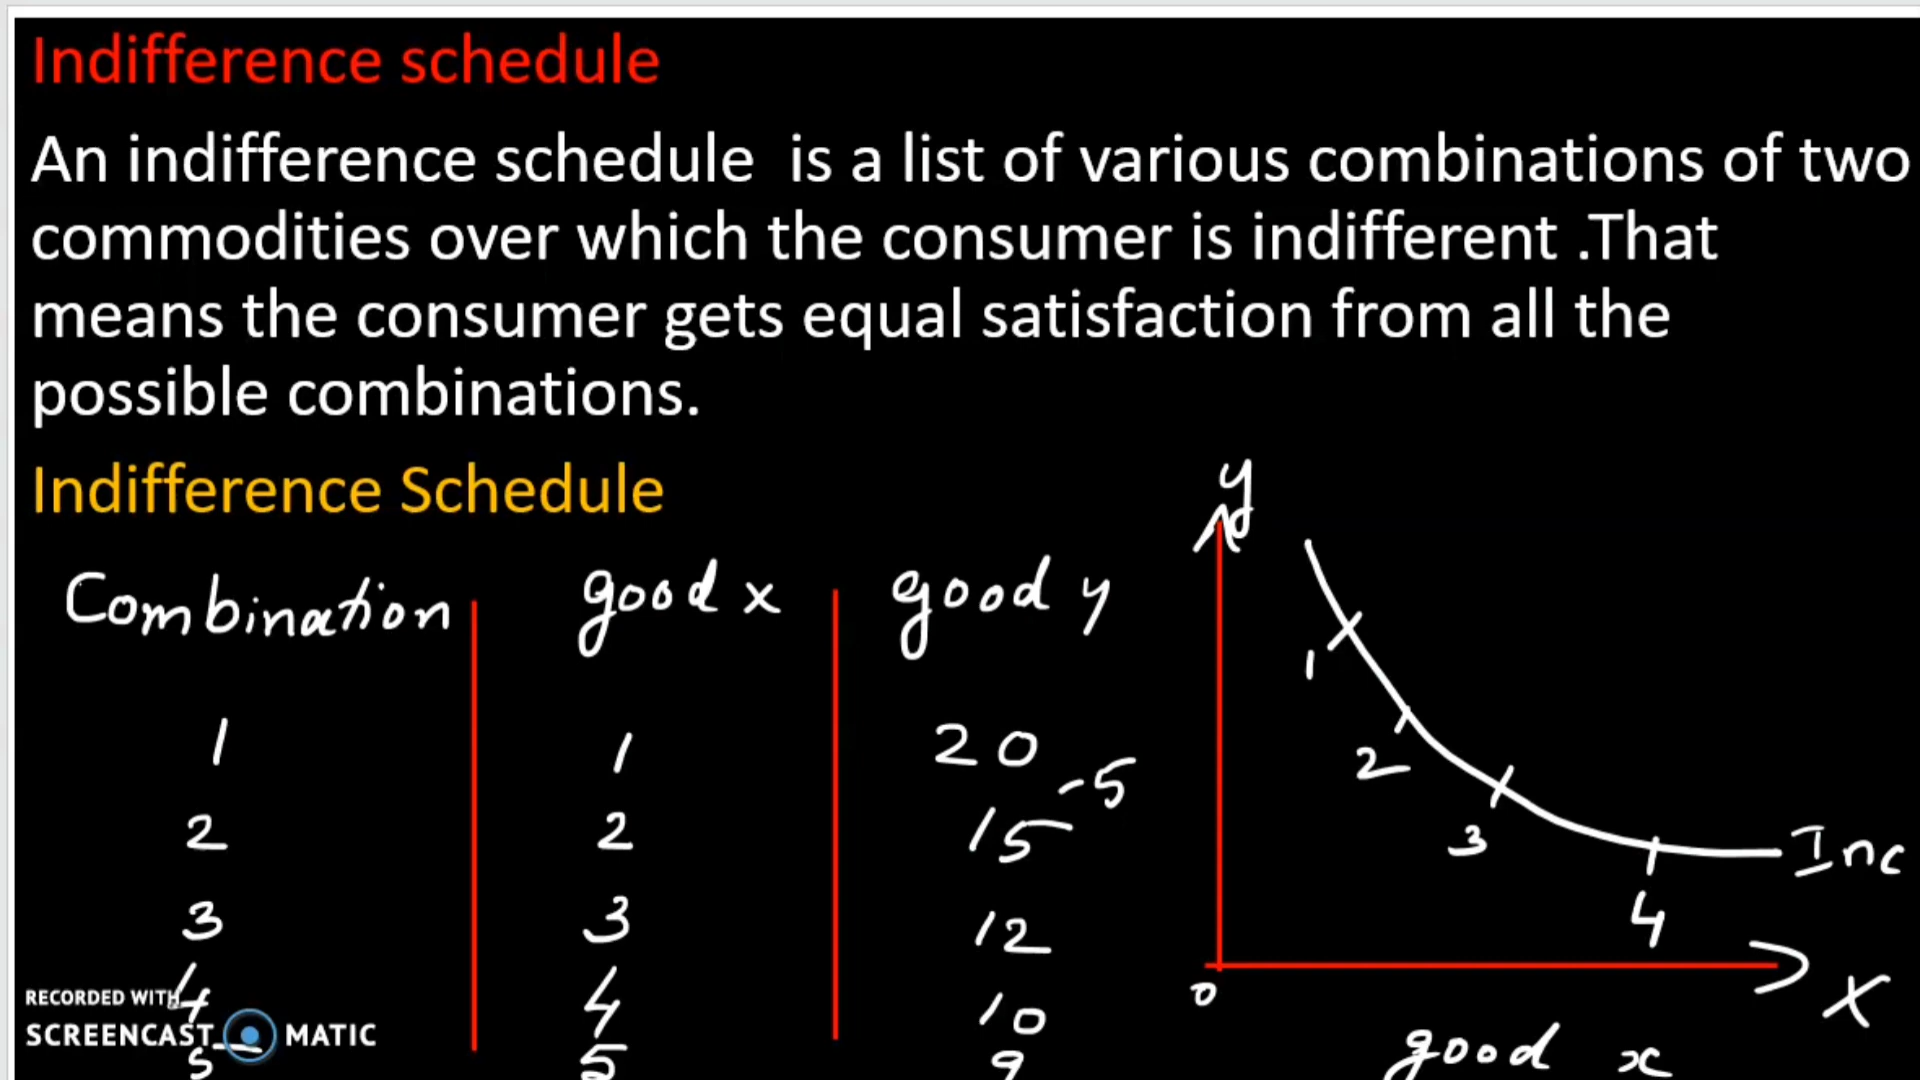 Indifference schedule
An indifference schedule is a list of various combinations of two
commodities over which the consumer is indifferent .That
means the consumer gets equal satisfaction from all the
possible combinations.
Indifference Schedule
Combination good x good y
1 1 20
-5
2 2 15
3 3 12
4 4 10
5 5 9
y
1
2
3
4
Inc
0
X
good x
RECORDED WITH
SCREENCAST MATIC